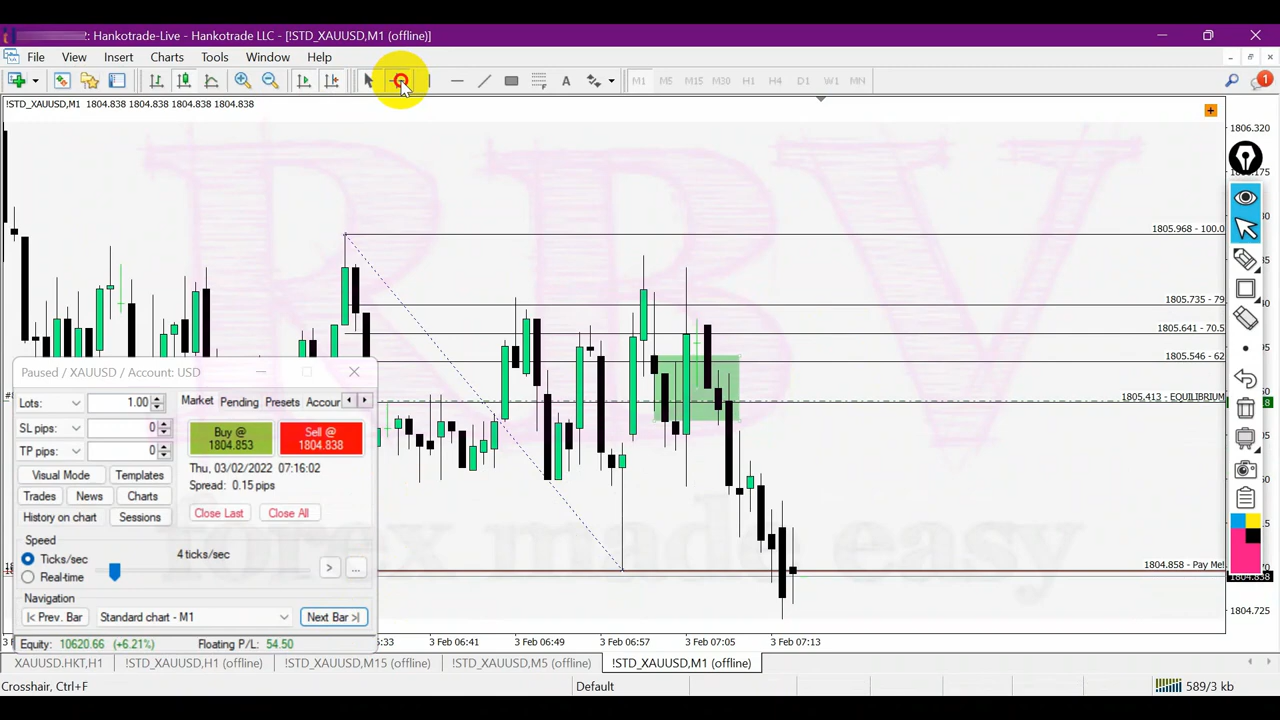 : Hankotrade-Live - Hankotrade LLC - [!STD_XAUUSD,M1 (offline)]
File View Insert Charts Tools Window Help
A M1 M5 M15 M30 H1 H4 D1 W1 MN 1
!STD_XAUUSD,M1 1804.838 1804.838 1804.838 1804.838
RBV
forex made easy
1806.320
1805.968 - 100.0
1805.735 - 79
1805.641 - 70.5
1805.546 - 62
1805.413 - EQUILIBRIUM
1804.858 - Pay Me!
1804.838
1804.725
Paused / XAUUSD / Account: USD
Lots: 1.00
SL pips: 0
TP pips: 0
Visual Mode Templates
Trades News Charts
History on chart Sessions
Market Pending Presets Accour
Buy @ 1804.853
Sell @ 1804.838
Thu, 03/02/2022 07:16:02
Spread: 0.15 pips
Close Last Close All
Speed
Ticks/sec 4 ticks/sec
Real-time > ...
Navigation
|< Prev. Bar Standard chart - M1 Next Bar >|
Equity: 10620.66 (+6.21%) Floating P/L: 54.50
3 Feb 06:41 3 Feb 06:49 3 Feb 06:57 3 Feb 07:05 3 Feb 07:13
XAUUSD.HKT,H1 !STD_XAUUSD,H1 (offline) !STD_XAUUSD,M15 (offline) !STD_XAUUSD,M5 (offline) !STD_XAUUSD,M1 (offline)
Crosshair, Ctrl+F Default 589/3 kb